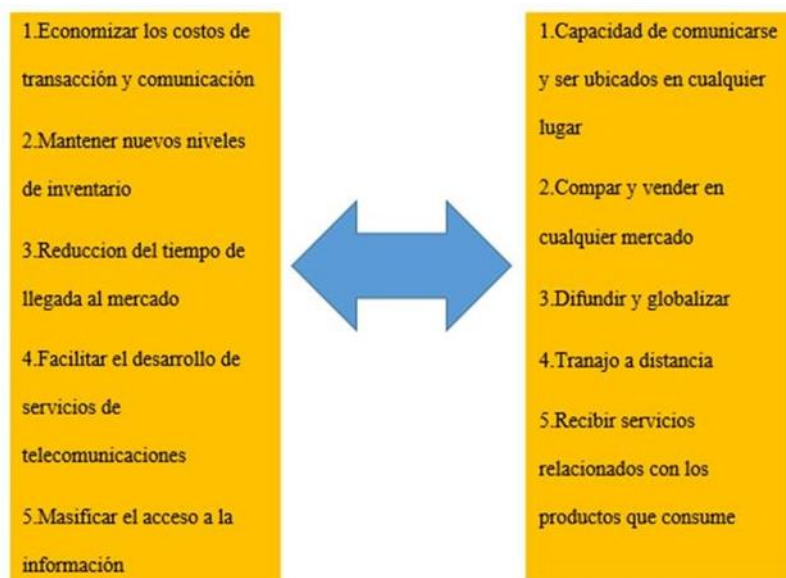 1.Economizar los costos de
transacción y comunicación
2.Mantener nuevos niveles
de inventario
3.Reduccion del tiempo de
llegada al mercado
4.Facilitar el desarrollo de
servicios de
telecomunicaciones
5.Masificar el acceso a la
información
1.Capacidad de comunicarse
y ser ubicados en cualquier
lugar
2.Compar y vender en
cualquier mercado
3.Difundir y globalizar
4.Tranajo a distancia
5.Recibir servicios
relacionados con los
productos que consume